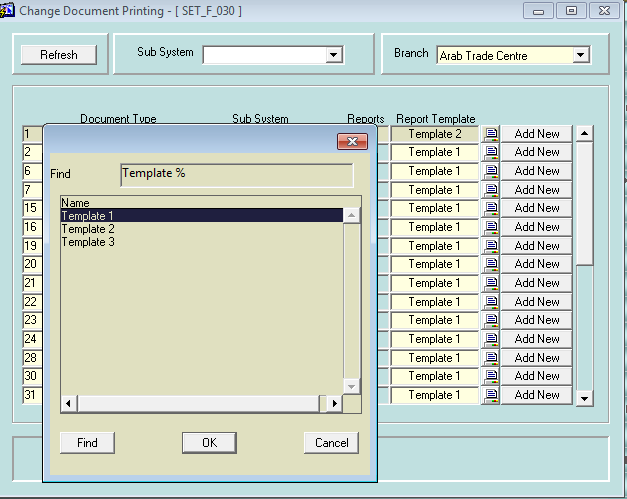 Change Document Printing - [ SET_F_030 ]
Refresh
Sub System
Branch
Arab Trade Centre
Document Type
Sub System
Reports
Report Template
1
Template 2
Add New
2
Template 1
Add New
6
Template 1
Add New
7
Template 1
Add New
15
Template 1
Add New
16
Template 1
Add New
19
Template 1
Add New
20
Template 1
Add New
21
Template 1
Add New
22
Template 1
Add New
23
Template 1
Add New
24
Template 1
Add New
28
Template 1
Add New
30
Template 1
Add New
31
Template 1
Add New
Find
Template %
Name
Template 1
Template 2
Template 3
Find
OK
Cancel